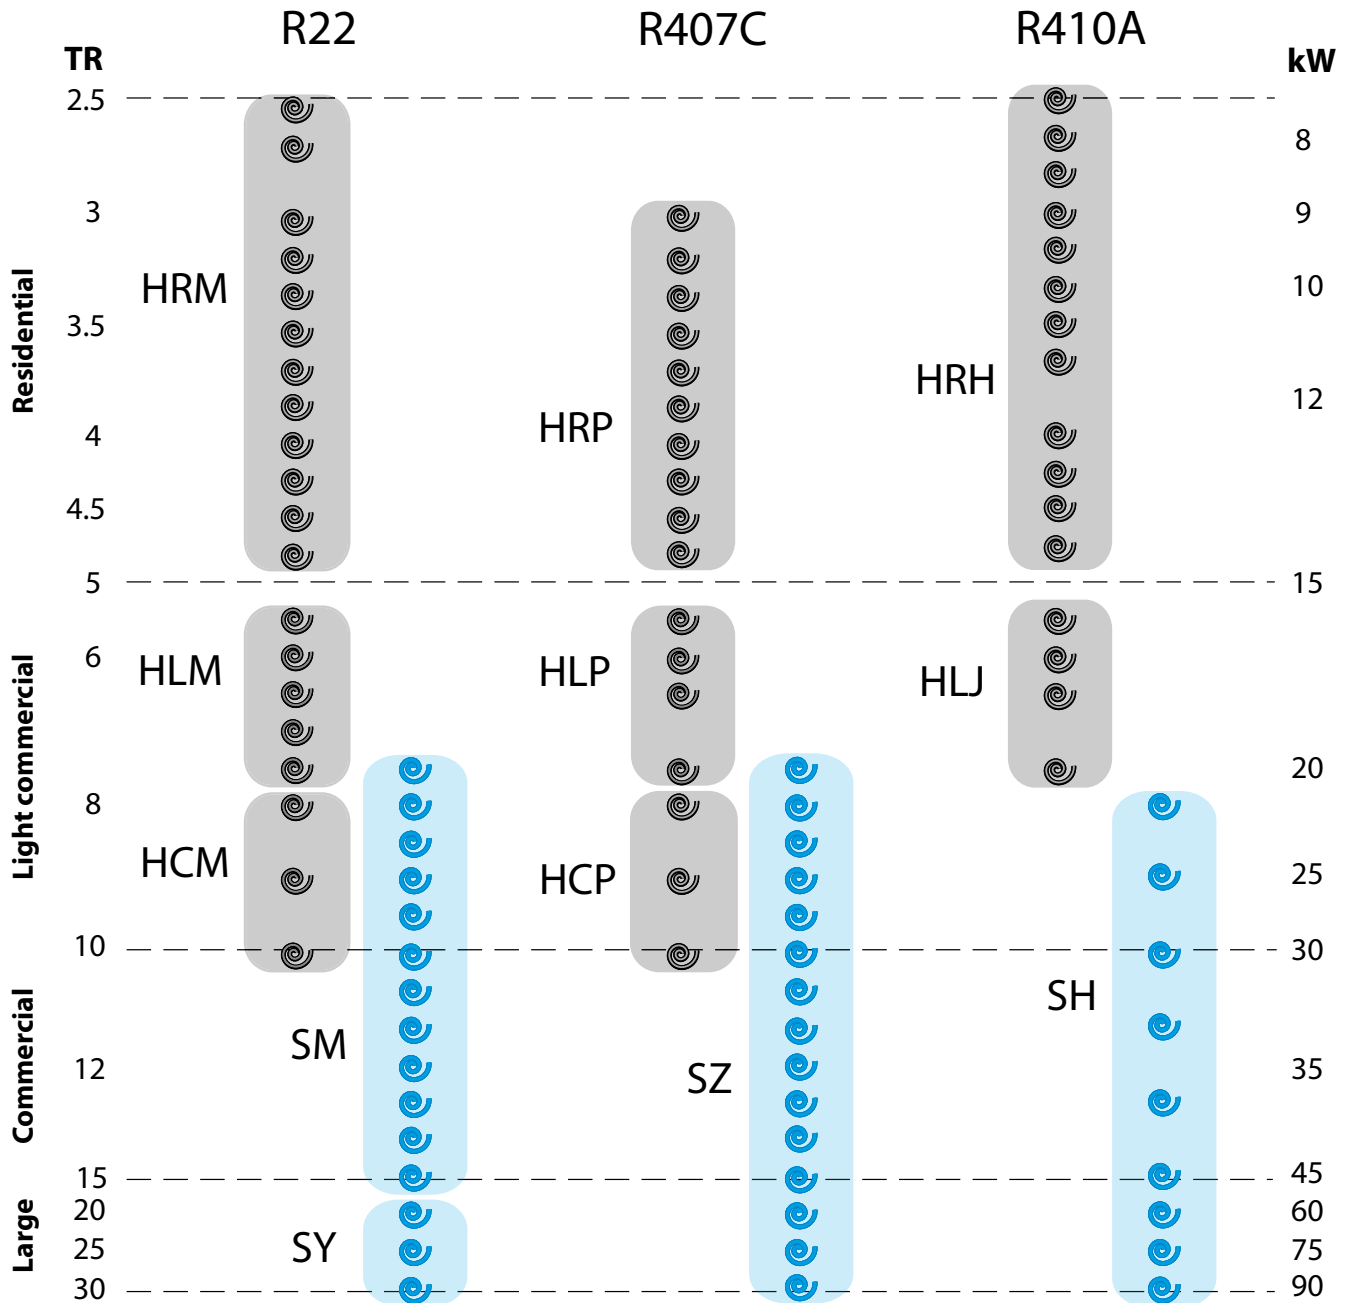 R22 R407C R410A
TR kW
2.5
8
3 9
HRM 10
3.5
HRH
12
HRP
4
4.5
Residential
5 15
6
HLM HLP HLJ
20
8
HCM HCP 25
Light commercial
10 30
SH
SM
12 35
SZ
Commercial
15 45
20 60
SY
25 75
30 90
Large